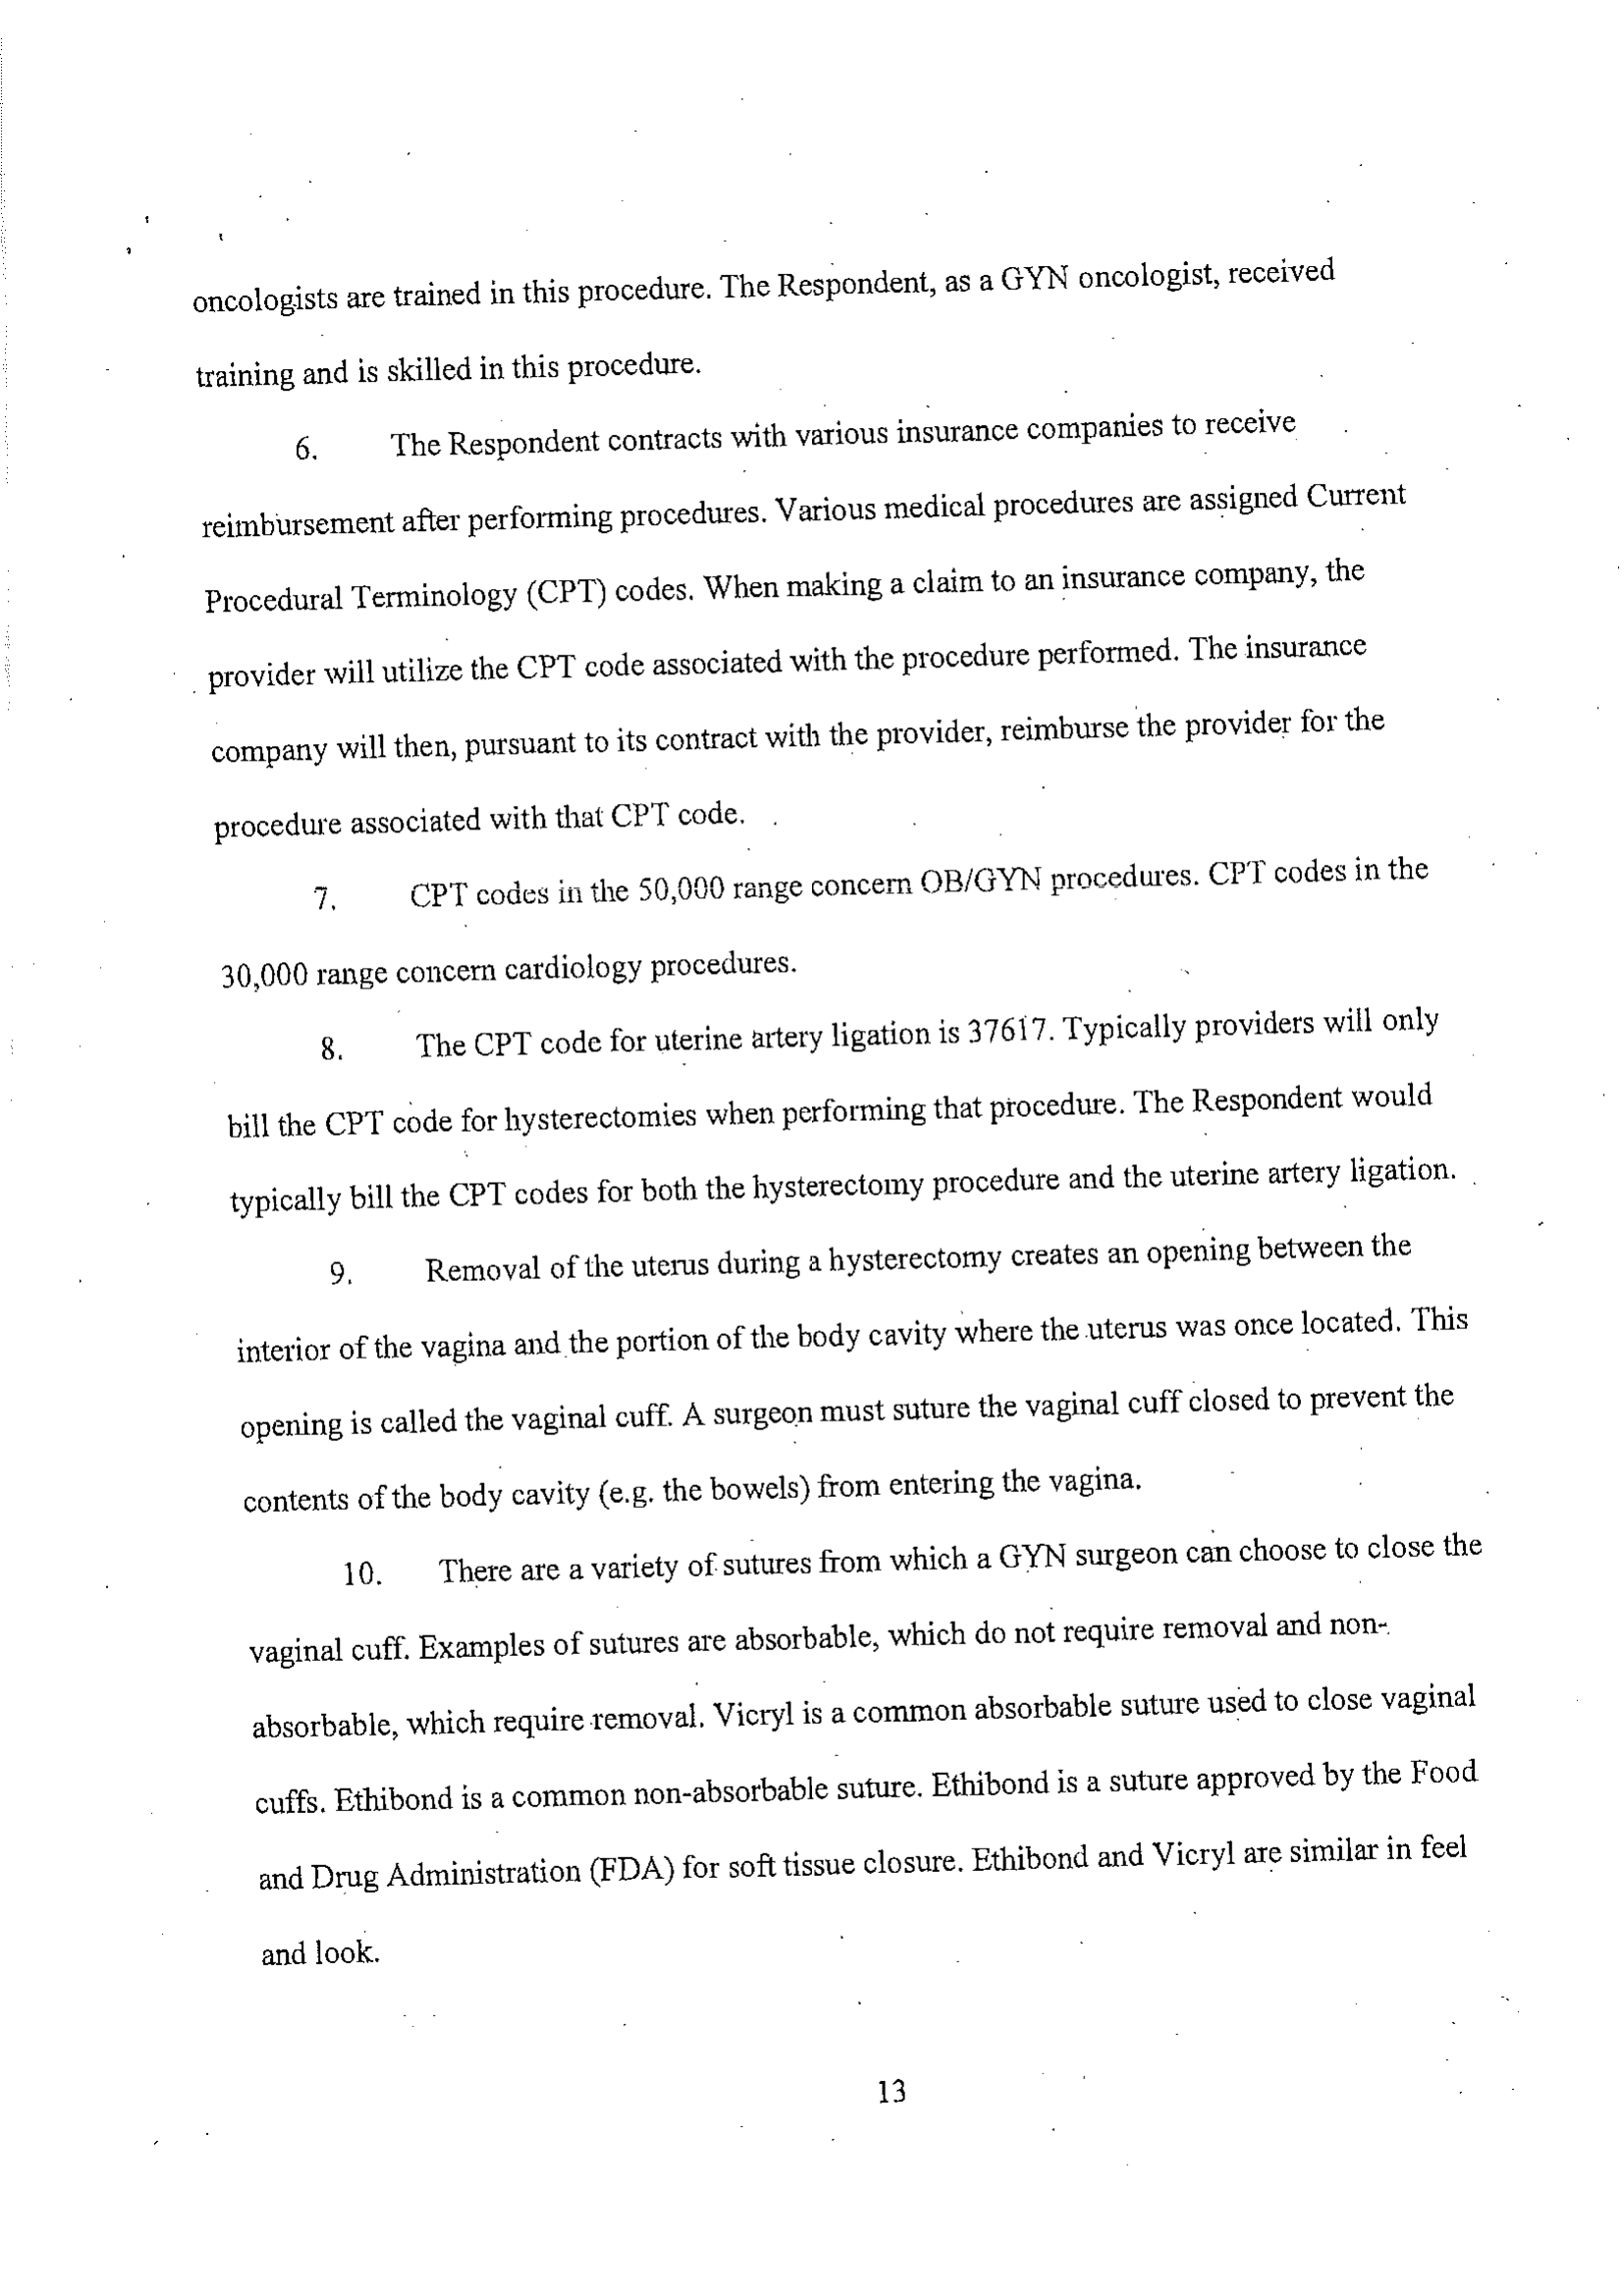 oncologists are trained in this procedure. The Respondent, as a GYN oncologist, received
training and is skilled in this procedure.
6. The Respondent contracts with various insurance companies to receive
reimbursement after performing procedures. Various medical procedures are assigned Current
Procedural Terminology (CPT) codes. When making a claim to an insurance company, the
provider will utilize the CPT code associated with the procedure performed. The insurance
company will then, pursuant to its contract with the provider, reimburse the provider for the
procedure associated with that CPT code.
7. CPT codes in the 50,000 range concern OB/GYN procedures. CPT codes in the
30,000 range concern cardiology procedures.
8. The CPT code for uterine artery ligation is 37617. Typically providers will only
bill the CPT code for hysterectomies when performing that procedure. The Respondent would
typically bill the CPT codes for both the hysterectomy procedure and the uterine artery ligation.
9. Removal of the uterus during a hysterectomy creates an opening between the
interior of the vagina and the portion of the body cavity where the uterus was once located. This
opening is called the vaginal cuff. A surgeon must suture the vaginal cuff closed to prevent the
contents of the body cavity (e.g. the bowels) from entering the vagina.
10. There are a variety of sutures from which a GYN surgeon can choose to close the
vaginal cuff. Examples of sutures are absorbable, which do not require removal and non-
absorbable, which require removal. Vicryl is a common absorbable suture used to close vaginal
cuffs. Ethibond is a common non-absorbable suture. Ethibond is a suture approved by the Food
and Drug Administration (FDA) for soft tissue closure. Ethibond and Vicryl are similar in feel
and look.
13